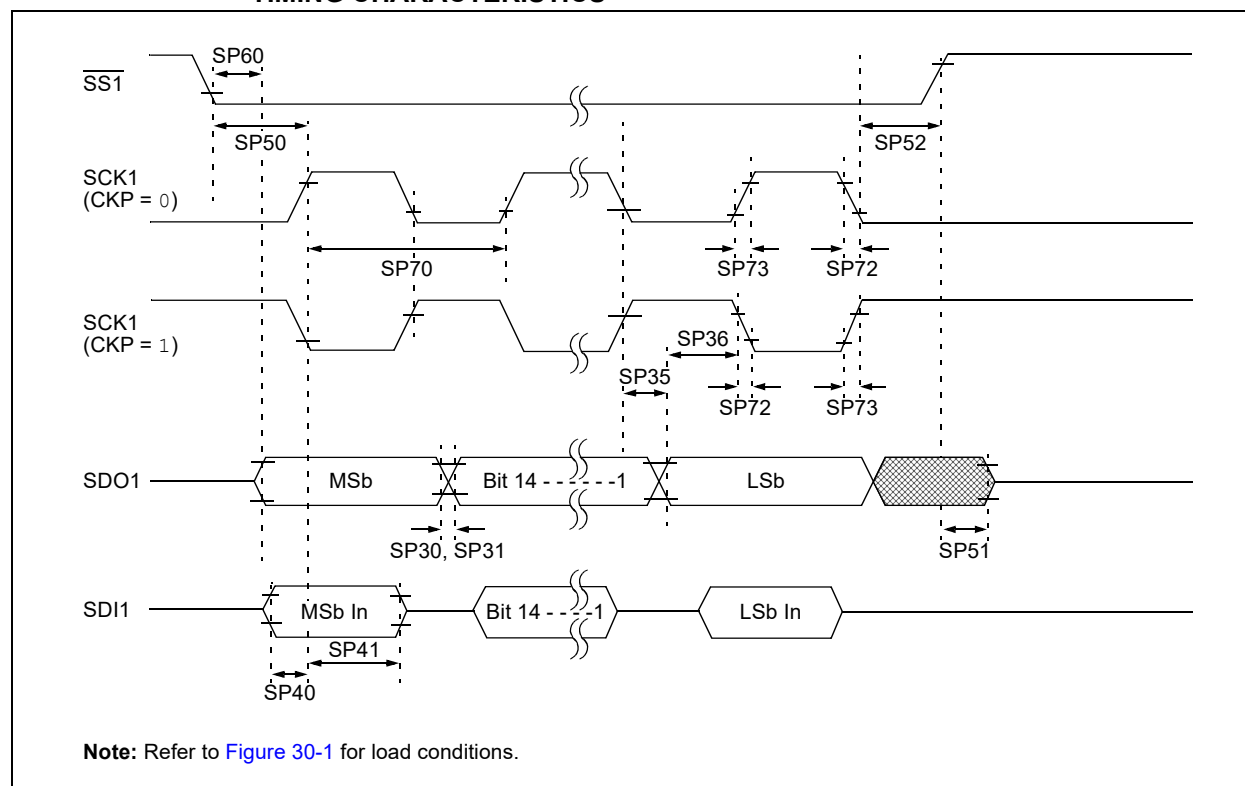 TIMING CHARACTERISTICS
SP60
SS1
SP50
SP52
SCK1
(CKP = 0)
SP70
SP73
SP72
SCK1
(CKP = 1)
SP36
SP35
SP72
SP73
SDO1
MSb
Bit 14 - - - - - -1
LSb
SP30, SP31
SP51
SDI1
MSb In
Bit 14 - - - -1
LSb In
SP41
SP40
Note: Refer to Figure 30-1 for load conditions.